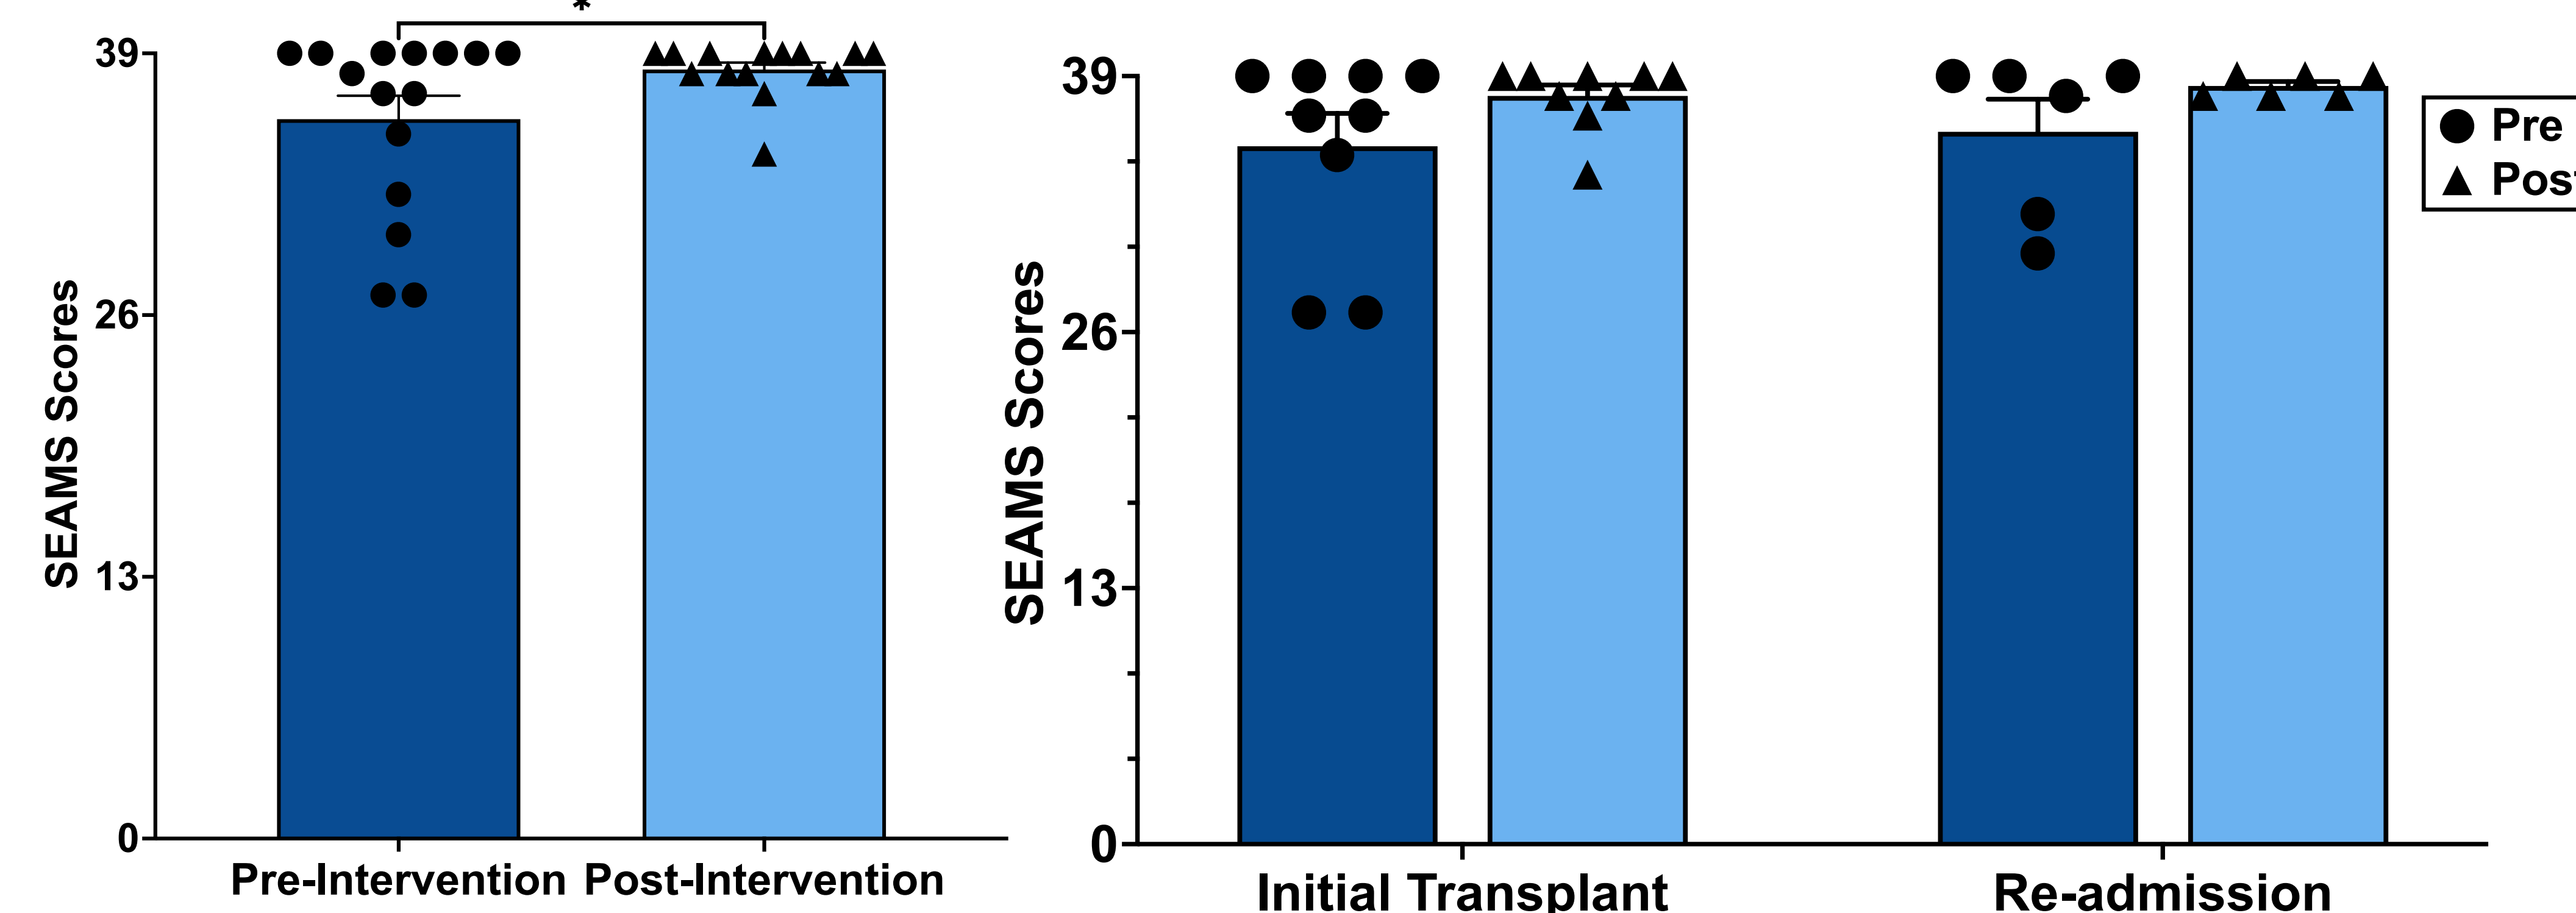 *
39
26
13
0
SEAMS Scores
Pre-Intervention Post-Intervention
39
26
13
0
SEAMS Scores
Initial Transplant Re-admission
Pre
Pos